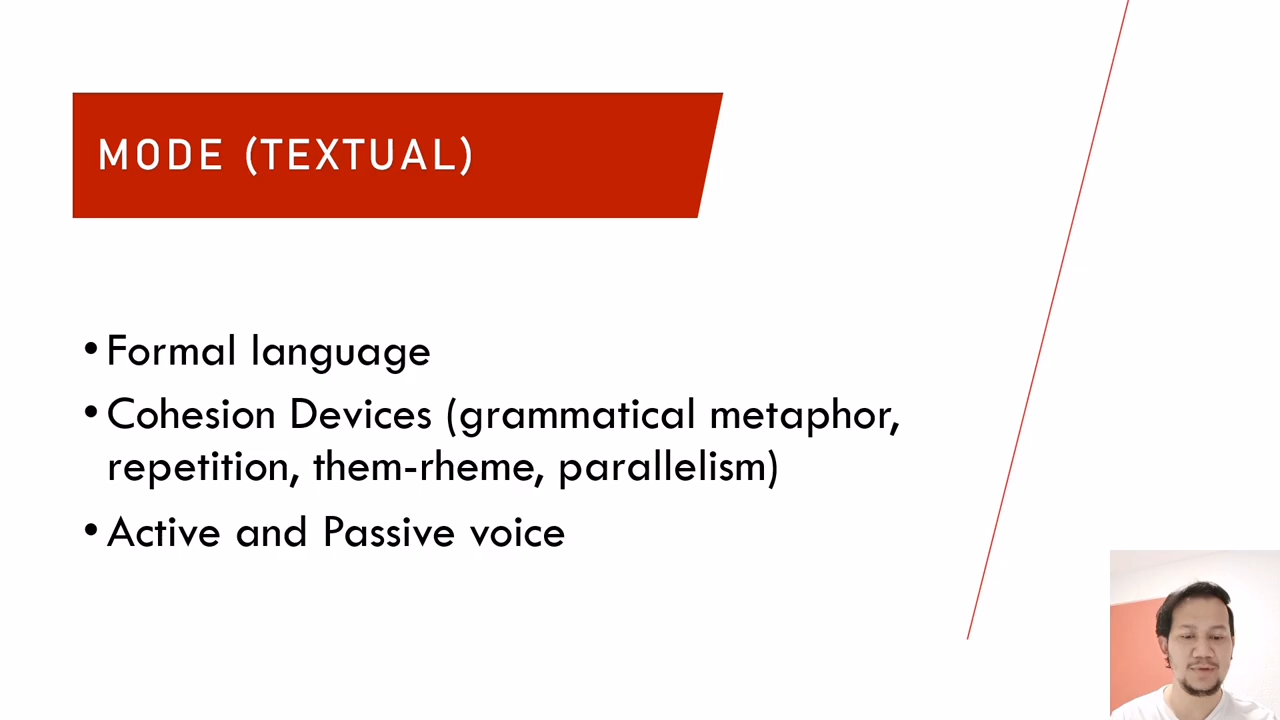 MODE (TEXTUAL)
• Formal language
• Cohesion Devices (grammatical metaphor,
repetition, them-rheme, parallelism)
• Active and Passive voice